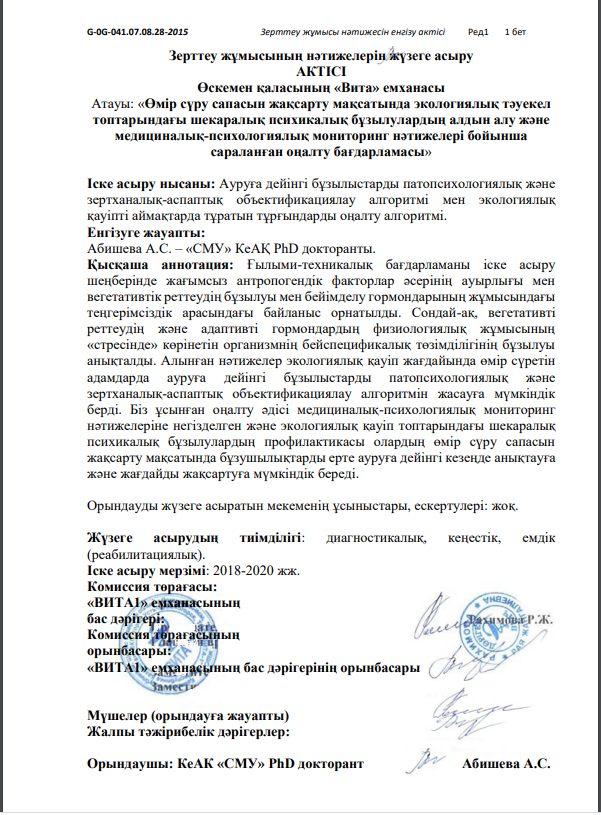 G-0G-041.07.08.28-2015 Зерттеу жұмысы нәтижесін енгізу актісі Ред1 1 бет
Зерттеу жұмысының нәтижелерін жүзеге асыру
АКТІСІ
Өскемен қаласының «Вита» емханасы
Атауы: «Өмір сүру сапасын жақсарту мақсатында экологиялық тәуекел
топтарындағы шекаралық психикалық бұзылулардың алдын алу және
медициналық-психологиялық мониторинг нәтижелері бойынша
сараланған оңалту бағдарламасы»
Іске асыру нысаны: Ауруға дейінгі бұзылыстарды патопсихологиялық және
зертханалық-аспаптық объектификациялау алгоритмі мен экологиялық
қауіпті аймақтарда тұратын тұрғындарды оңалту алгоритмі.
Енгізуге жауапты:
Абишева А.С. – «СМУ» КеАҚ PhD докторанты.
Қысқаша аннотация: Ғылыми-техникалық бағдарламаны іске асыру
шеңберінде жағымсыз антропогендік факторлар әсерінің ауырлығы мен
вегетативтік реттеудің бұзылуы мен бейімделу гормондарының жұмысындағы
теңгерімсіздік арасындағы байланыс орнатылды. Сондай-ақ, вегетативті
реттеудің және адаптивті гормондардың физиологиялық жұмысының
«стресінде» көрінетін организмнің бейспецификалық төзімділігінің бұзылуы
анықталды. Алынған нәтижелер экологиялық қауіп жағдайында өмір сүретін
адамдарда ауруға дейінгі бұзылыстарды патопсихологиялық және
зертханалық-аспаптық объектификациялау алгоритмін жасауға мүмкіндік
берді. Біз ұсынған оңалту әдісі медициналық-психологиялық мониторинг
нәтижелеріне негізделген және экологиялық қауіп топтарындағы шекаралық
психикалық бұзылулардың профилактикасы олардың өмір сүру сапасын
жақсарту мақсатында бұзушылықтарды ерте ауруға дейінгі кезеңде анықтауға
және жағдайды жақсартуға мүмкіндік береді.
Орындауды жүзеге асыратын мекеменің ұсыныстары, ескертулері: жоқ.
Жүзеге асырудың тиімділігі: диагностикалық, кеңестік, емдік
(реабилитациялық).
Іске асыру мерзімі: 2018-2020 жж.
Комиссия төрағасы:
«ВИТА1» емханасының
бас дәрігері: Рахимова Р.Ж.
Комиссия төрағасының
орынбасары:
«ВИТА1» емханасының бас дәрігерінің орынбасары
Мүшелер (орындауға жауапты)
Жалпы тәжірибелік дәрігерлер:
Орындаушы: КеАК «СМУ» PhD докторант Абишева А.С.